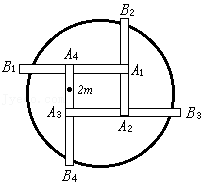 B₂
A₄
B₁ A₁
2m
A₃ B₃
A₂
B₄